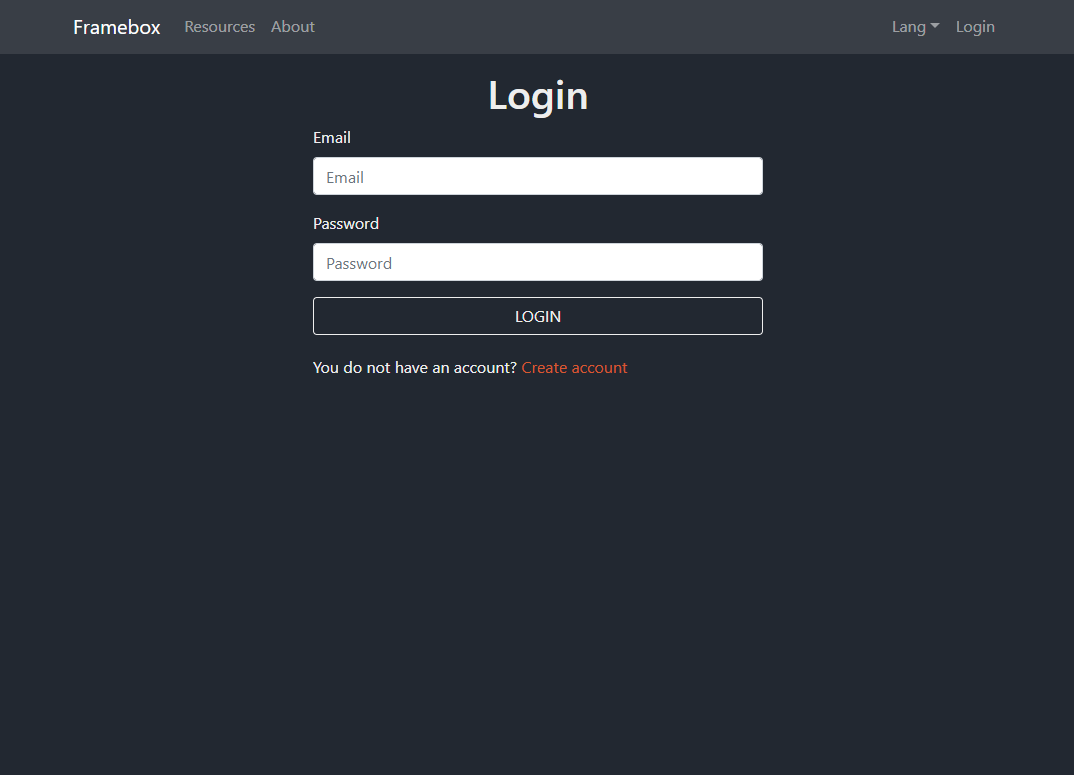 Framebox Resources About Lang Login
Login
Email
Email
Password
Password
LOGIN
You do not have an account? Create account